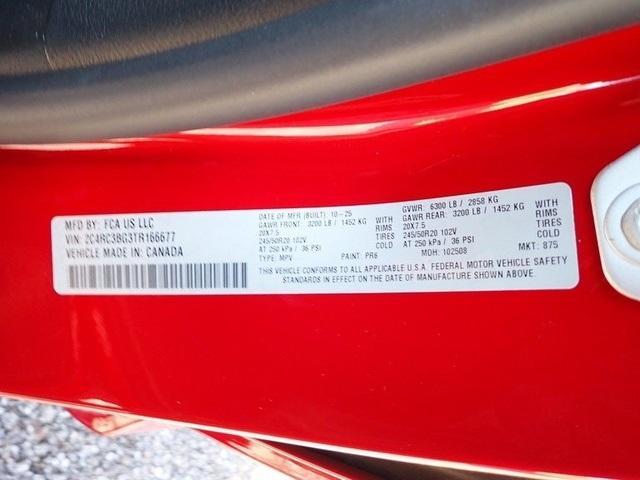 MFD BY: FCA US LLC
VIN: 2C4RC3BG3TR166677
VEHICLE MADE IN: CANADA
DATE OF MFR (BUILT) 10-25
GAWR FRONT: 3200 LB / 1452 KG
20X7.5 RIMS
245/50R20 102V TIRES
AT 250 kPa / 36 PSI
TYPE: MPV PAINT: PR6
GVWR: 6300 LB / 2858 KG
GAWR REAR: 3200 LB / 1452 KG
20X7.5 RIMS
245/50R20 102V TIRES
AT 250 kPa / 36 PSI COLD
MDH: 102508 MKT: 875
THIS VEHICLE CONFORMS TO ALL APPLICABLE U.S.A. FEDERAL MOTOR VEHICLE SAFETY
STANDARDS IN EFFECT ON THE DATE OF MANUFACTURE SHOWN ABOVE.